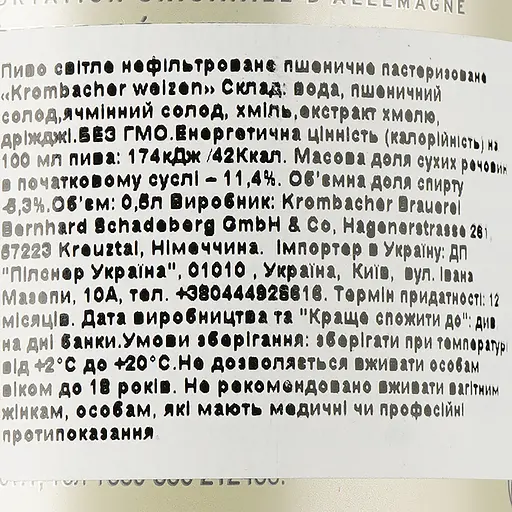 Пиво світле нефільтроване пшеничне пастеризоване
«Krombacher weizen» Склад: вода, пшеничний
солод,ячмінний солод, хміль,екстракт хмелю,
дріжджі.БЕЗ ГМО.Енергетична цінність (калорійність) на
100 мл пива: 174кДж /42Ккал. Масова доля сухих речовин
в початковому суслі – 11,4%. Об'ємна доля спирту
-5,3%.Об'єм: 0,5л Виробник: Krombacher Brauerei
Bernhard Schadeberg GmbH & Co, Hagenerstrasse 261,
57223 Kreuztal, Німеччина. Імпортер в Україну: ДП
"Пілснер Україна", 01010 , Україна, Київ, вул. Івана
Мазепи, 10А, тел. +380444925616. Термін придатності: 12
місяців. Дата виробництва та "Краще спожити до": див
на дні банки.Умови зберігання: зберігати при температурі
від +2°С до +20°С.Не дозволяється вживати особам
віком до 18 років. Не рекомендовано вживати вагітним
жінкам, особам, які мають медичні чи професійні
протипоказання